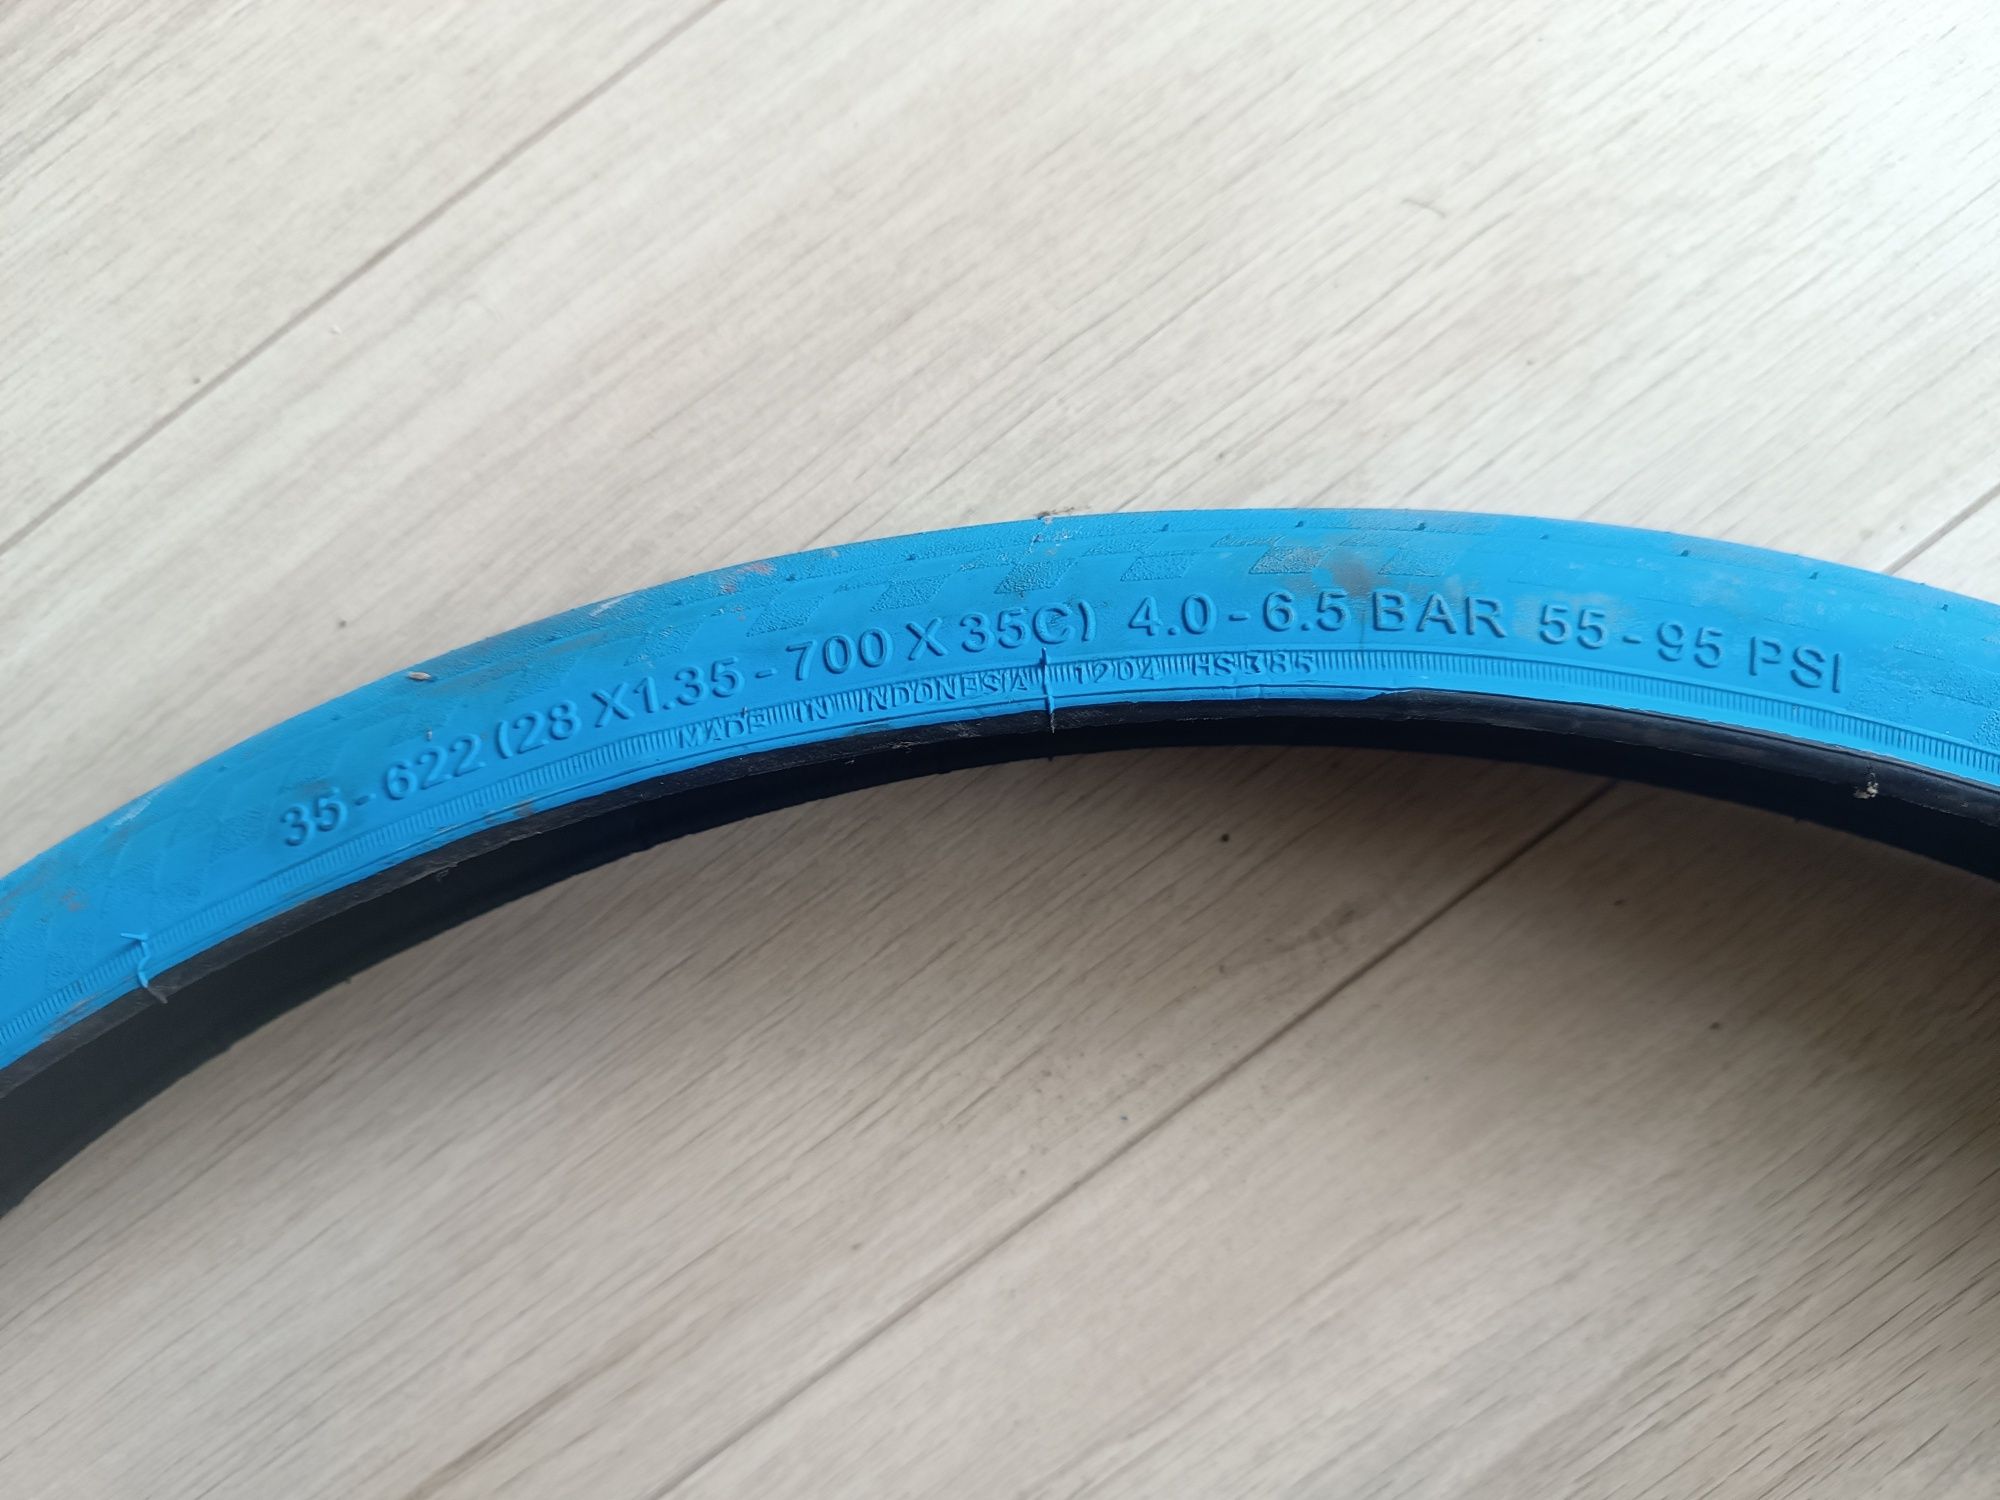 35-622 (28 X1.35 - 700 X 35C) 4.0 - 6.5 BAR 55 - 95 PSI
MADE IN INDONESIA 1204 HS 385